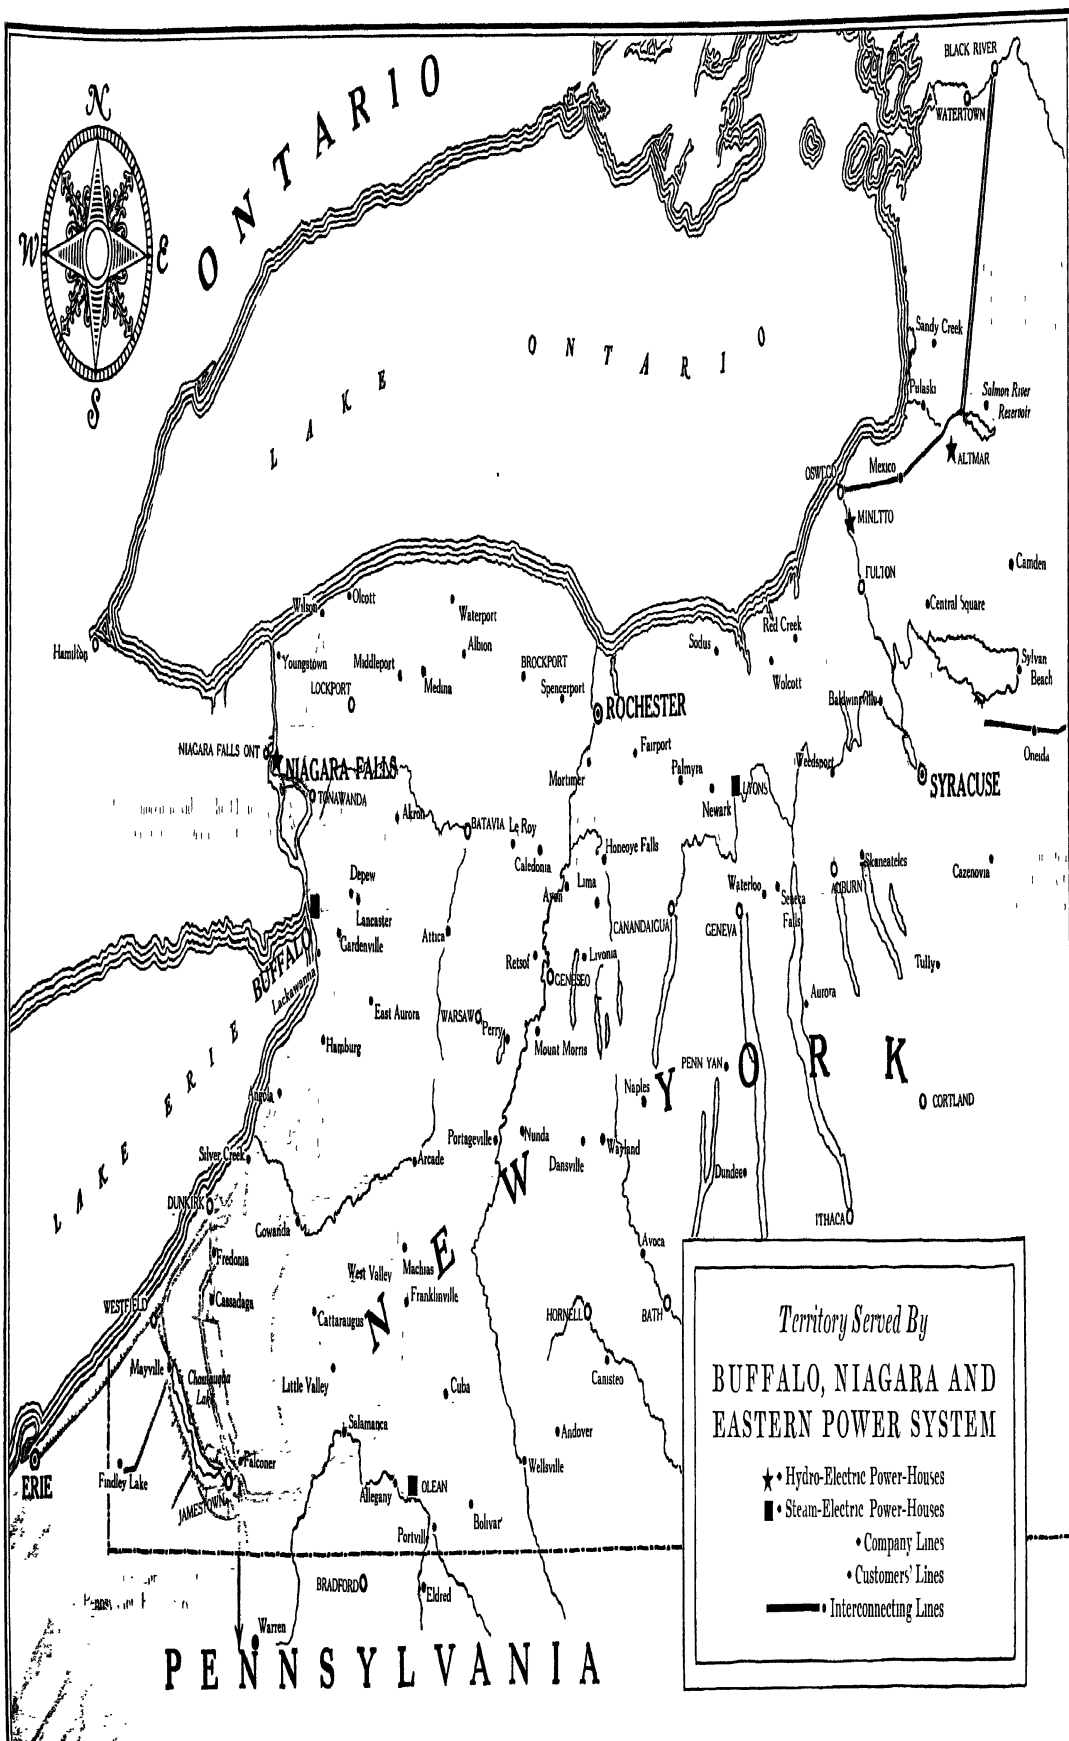 BLACK RIVER
WATERTOWN
ONTARIO
N
W
E
S
LAKE ONTARIO
Sandy Creek
Pulaski
Salmon River
Reservoir
ALTMAR
Mexico
OSWEGO
MINETTO
FULTON
Camden
Central Square
Sylvan
Beach
Oneida
Hamilton
Wilson
Olcott
Waterport
Albion
Youngstown
Middleport
Medina
LOCKPORT
BROCKPORT
Spencerport
ROCHESTER
Sodus
Red Creek
Wolcott
Baldwinsville
NIAGARA FALLS ONT
NIAGARA FALLS
TONAWANDA
Fairport
Mortimer
Palmyra
Newark
LYONS
Weedsport
SYRACUSE
Akron
BATAVIA
Le Roy
Caledonia
Honeoye Falls
Lima
Avon
Waterloo
Seneca
Falls
AUBURN
Skaneateles
Cazenovia
Depew
Lancaster
Gardenville
Attica
CANANDAIGUA
GENEVA
BUFFALO
Lackawanna
Retsof
GENESEO
Livonia
Tully
East Aurora
WARSAW
Perry
Mount Morris
Aurora
Hamburg
LAKE ERIE
Angola
Naples
PENN YAN
NEW YORK
CORTLAND
Silver Creek
Portageville
Nunda
Dansville
Wayland
Arcade
Dundee
DUNKIRK
Gowanda
ITHACA
Fredonia
Machias
West Valley
Avoca
Cassadaga
Franklinville
WESTFIELD
Cattaraugus
HORNELL
BATH
Mayville
Chautauqua
Lake
Little Valley
Cuba
Canisteo
Salamanca
Andover
Falconer
Findley Lake
ERIE
JAMESTOWN
Allegany
OLEAN
Wellsville
Bolivar
Portville
BRADFORD
Eldred
Warren
PENNSYLVANIA
Territory Served By
BUFFALO, NIAGARA AND
EASTERN POWER SYSTEM
Hydro-Electric Power-Houses
Steam-Electric Power-Houses
Company Lines
Customers' Lines
Interconnecting Lines